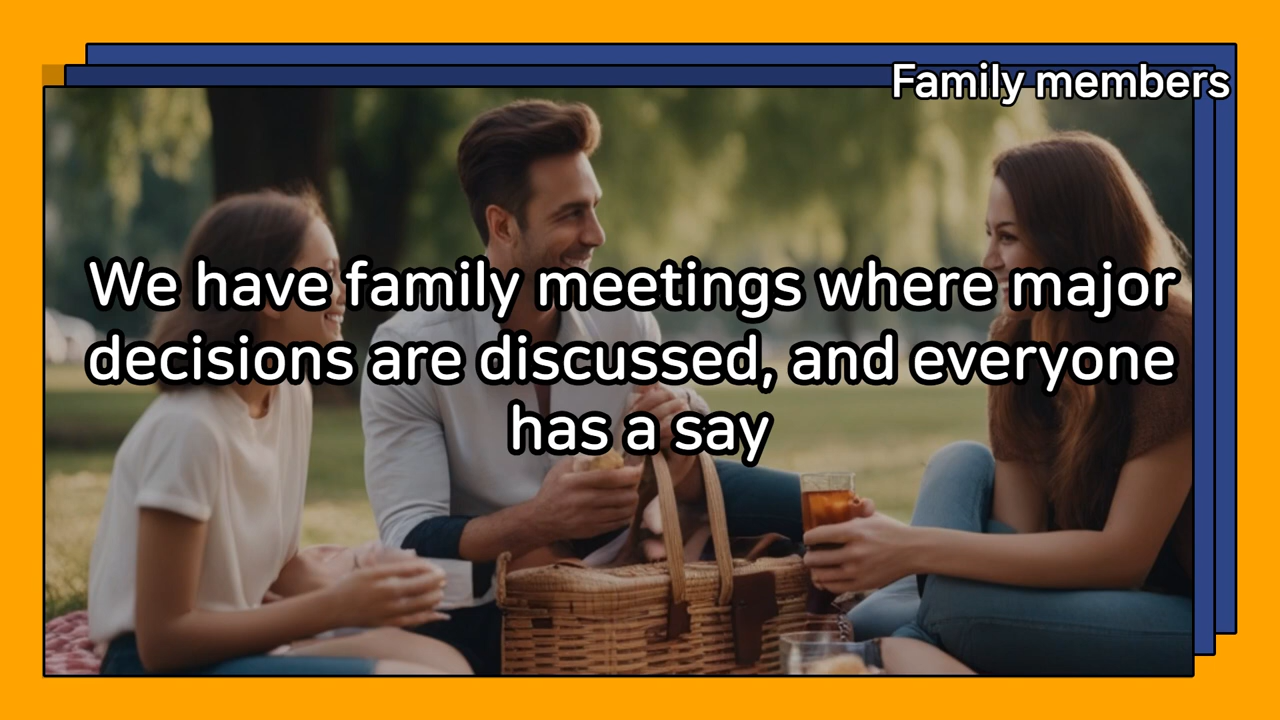 Family members
We have family meetings where major
decisions are discussed, and everyone
has a say